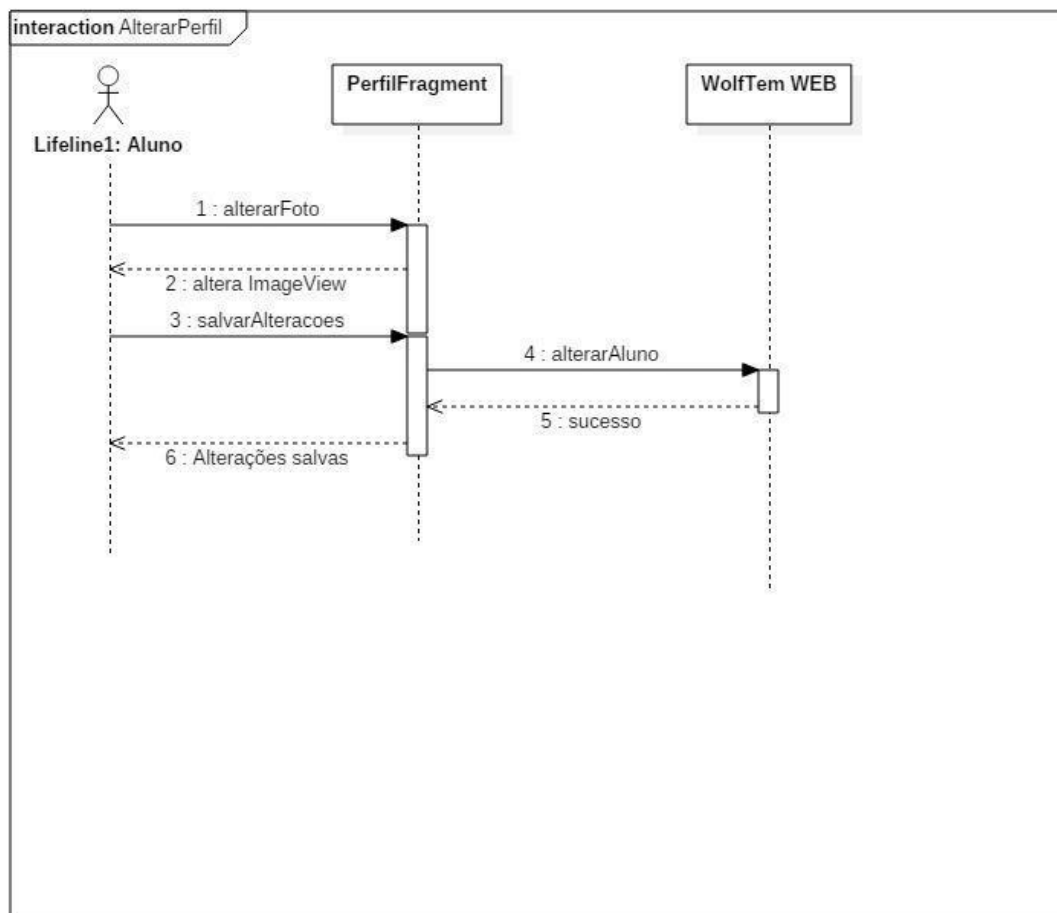 interaction AlterarPerfil
PerfilFragment
WolfTem WEB
Lifeline1: Aluno
1 : alterarFoto
2 : altera ImageView
3 : salvarAlteracoes
4 : alterarAluno
5 : sucesso
6 : Alterações salvas